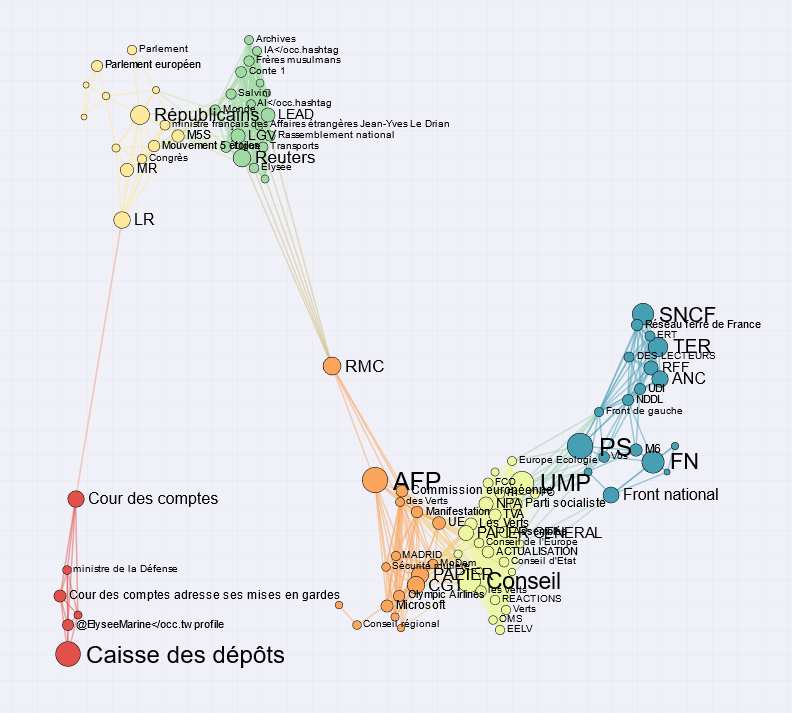 Archives
IA</occ.hashtag
Parlement
Frères musulmans
Parlement européen
Conte 1
Salvini
AI</occ.hashtag
Monde
Républicains
LEAD
ministre français des Affaires étrangères Jean-Yves Le Drian
M5S
LGV
Rassemblement national
Mouvement 5 étoiles
Transports
Congrès
Reuters
MR
Elysée
LR
SNCF
Réseau ferré de France
ERT
TER
DES LECTEURS
RFF
RMC
ANC
UDI
NDDL
Front de gauche
PS
M6
Vos
Europe Ecologie
FN
AFP
UMP
FCO
Commission européenne
Front national
des Verts
NPA
Parti socialiste
Cour des comptes
Manifestation
TVA
UE
Les Verts
PAPIER GENERAL
Conseil de l'Europe
ACTUALISATION
MADRID
Conseil d'Etat
MoDem
Sécurité
ministre de la Défense
PAPIER
Conseil
CGT
les Verts
Cour des comptes adresse ses mises en gardes
Olympic Airlines
REACTIONS
Microsoft
Verts
OMS
@ElyseeMarine</occ.tw profile
Conseil régional
EELV
Caisse des dépôts